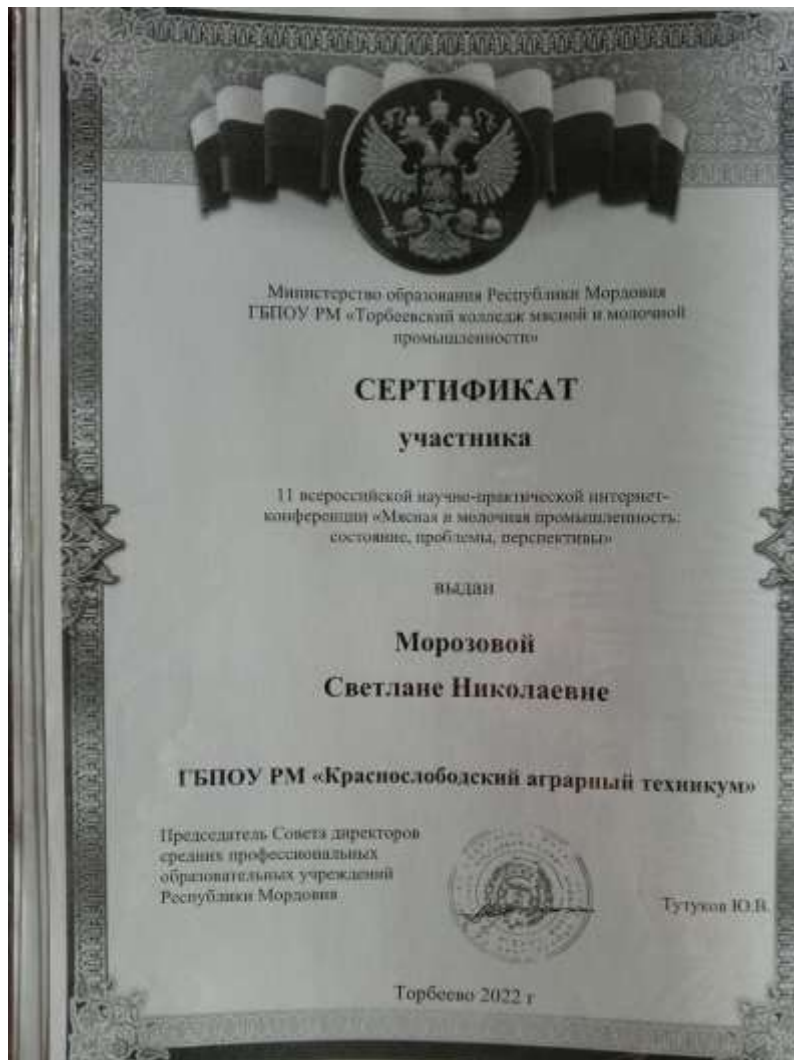 Министерство образования Республики Мордовия
ГБПОУ РМ «Торбеевский колледж мясной и молочной
промышленности»
СЕРТИФИКАТ
участника
11 всероссийской научно-практической интернет-
конференции «Мясная и молочная промышленность:
состояние, проблемы, перспективы»
выдан
Морозовой
Светлане Николаевне
ГБПОУ РМ «Краснослободский аграрный техникум»
Председатель Совета директоров
средних профессиональных
образовательных учреждений
Республики Мордовия
Тутуков Ю.В.
Торбеево 2022 г